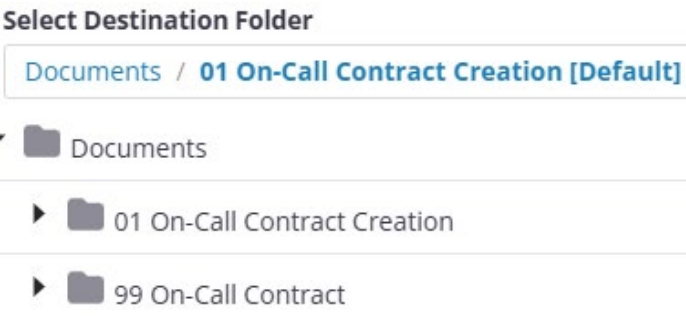 Select Destination Folder
Documents / 01 On-Call Contract Creation [Default]
Documents
01 On-Call Contract Creation
99 On-Call Contract